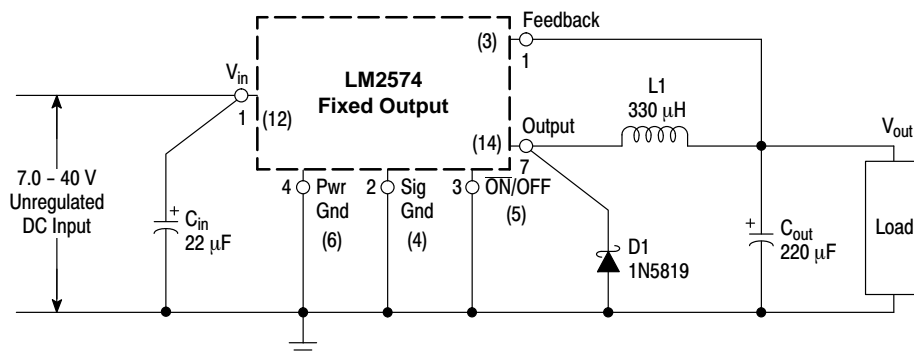 Feedback
(3)
1
LM2574
Fixed Output
V_in
1
(12)
L1
330 μH
Output
(14)
7
V_out
7.0 – 40 V
Unregulated
DC Input
4 Pwr
Gnd
(6)
2 Sig
Gnd
(4)
3 O̅N̅/OFF
(5)
C_in
22 μF
+
D1
1N5819
+
C_out
220 μF
Load